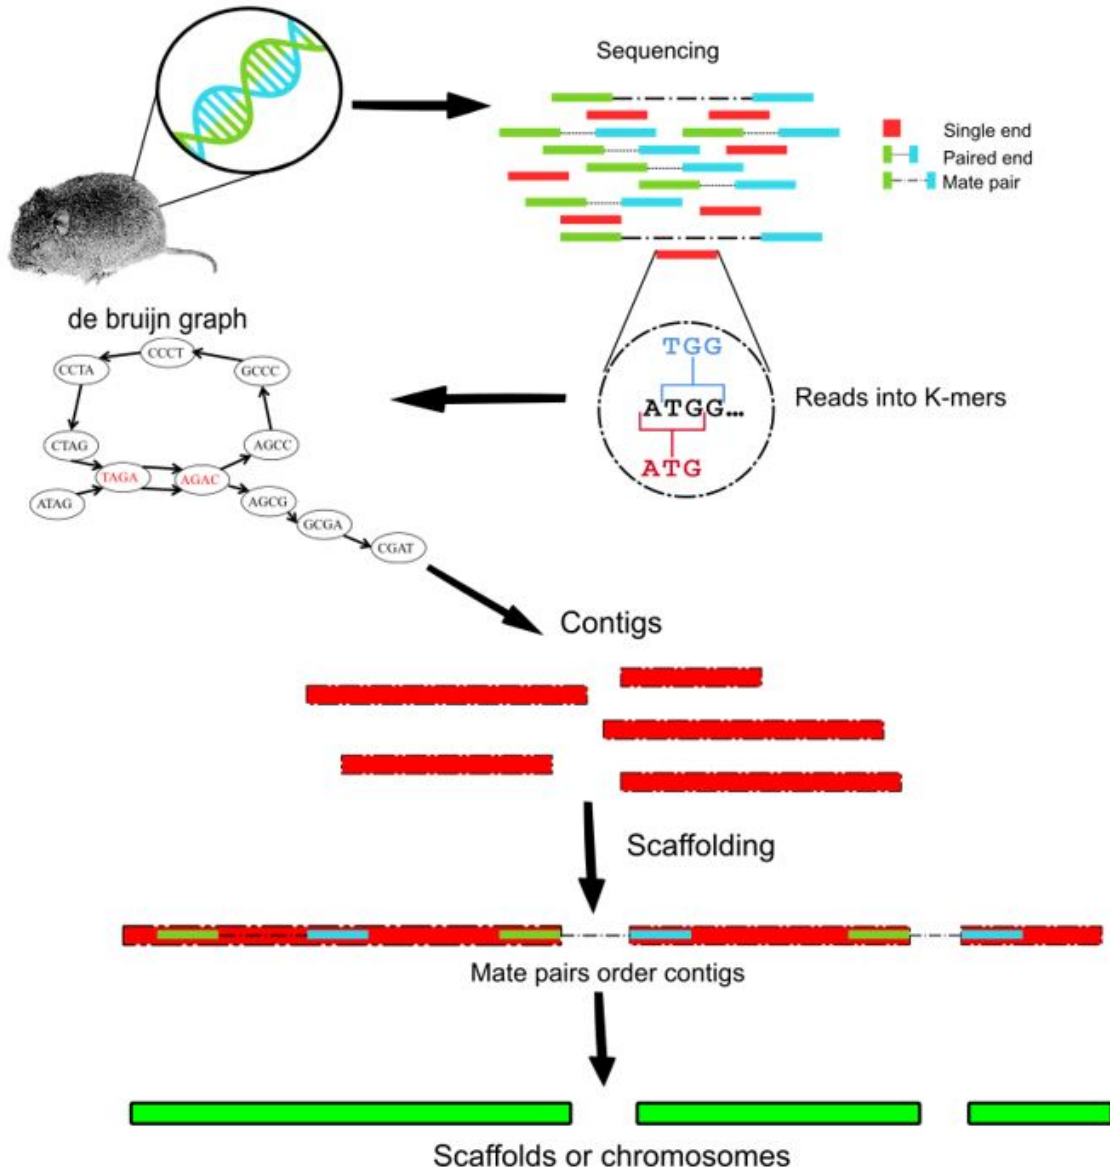 Sequencing
Single end
Paired end
Mate pair
de bruijn graph
CCCT
CCTA
GCCC
CTAG
AGCC
TAGA
AGAC
ATAG
AGCG
GCGA
CGAT
TGG
ATGG...
ATG
Reads into K-mers
Contigs
Scaffolding
Mate pairs order contigs
Scaffolds or chromosomes